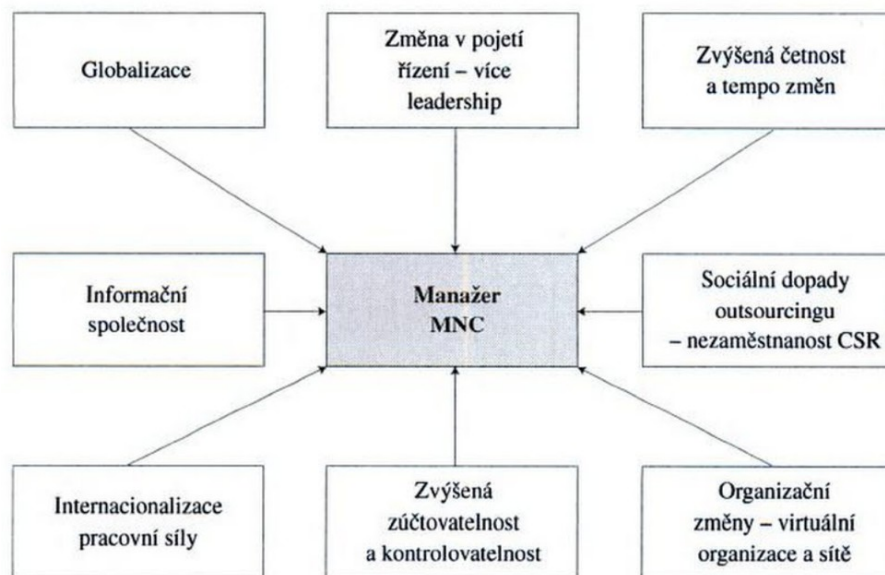 Globalizace
Změna v pojetí
řízení – více
leadership
Zvýšená četnost
a tempo změn
Informační
společnost
Manažer
MNC
Sociální dopady
outsourcingu
– nezaměstnanost CSR
Internacionalizace
pracovní síly
Zvýšená
zúčtovatelnost
a kontrolovatelnost
Organizační
změny – virtuální
organizace a sítě